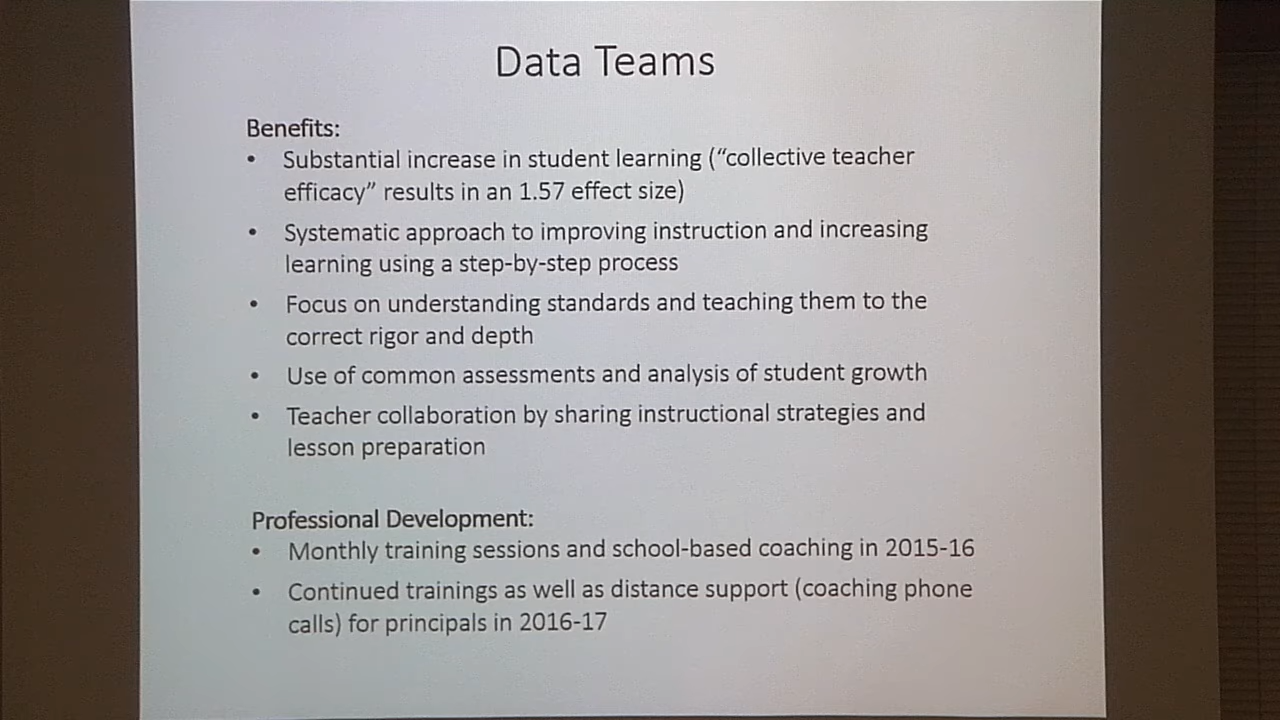 Data Teams
Benefits:
• Substantial increase in student learning (“collective teacher
efficacy” results in an 1.57 effect size)
• Systematic approach to improving instruction and increasing
learning using a step-by-step process
• Focus on understanding standards and teaching them to the
correct rigor and depth
• Use of common assessments and analysis of student growth
• Teacher collaboration by sharing instructional strategies and
lesson preparation
Professional Development:
• Monthly training sessions and school-based coaching in 2015-16
• Continued trainings as well as distance support (coaching phone
calls) for principals in 2016-17